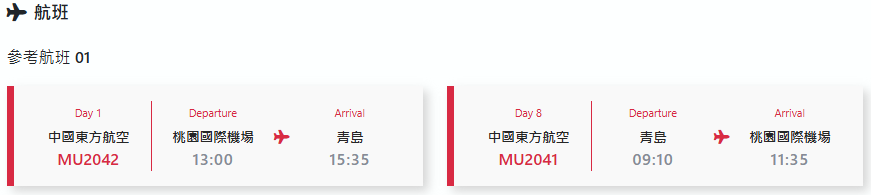 航班
參考航班 01
Day 1
中國東方航空
MU2042
Departure
桃園國際機場
13:00
Arrival
青島
15:35
Day 8
中國東方航空
MU2041
Departure
青島
09:10
Arrival
桃園國際機場
11:35